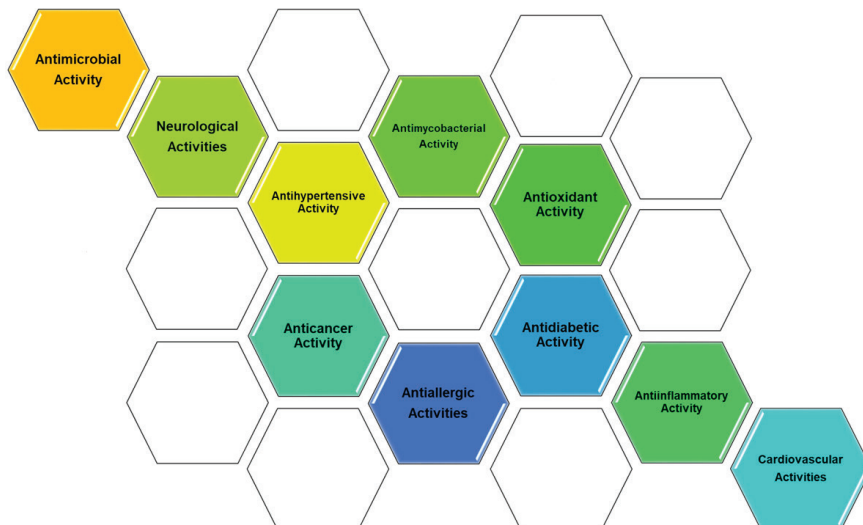 Antimicrobial
Activity
Neurological
Activities
Antimycobacterial
Activity
Antihypertensive
Activity
Antioxidant
Activity
Anticancer
Activity
Antidiabetic
Activity
Antiallergic
Activities
Antiinflammatory
Activity
Cardiovascular
Activities